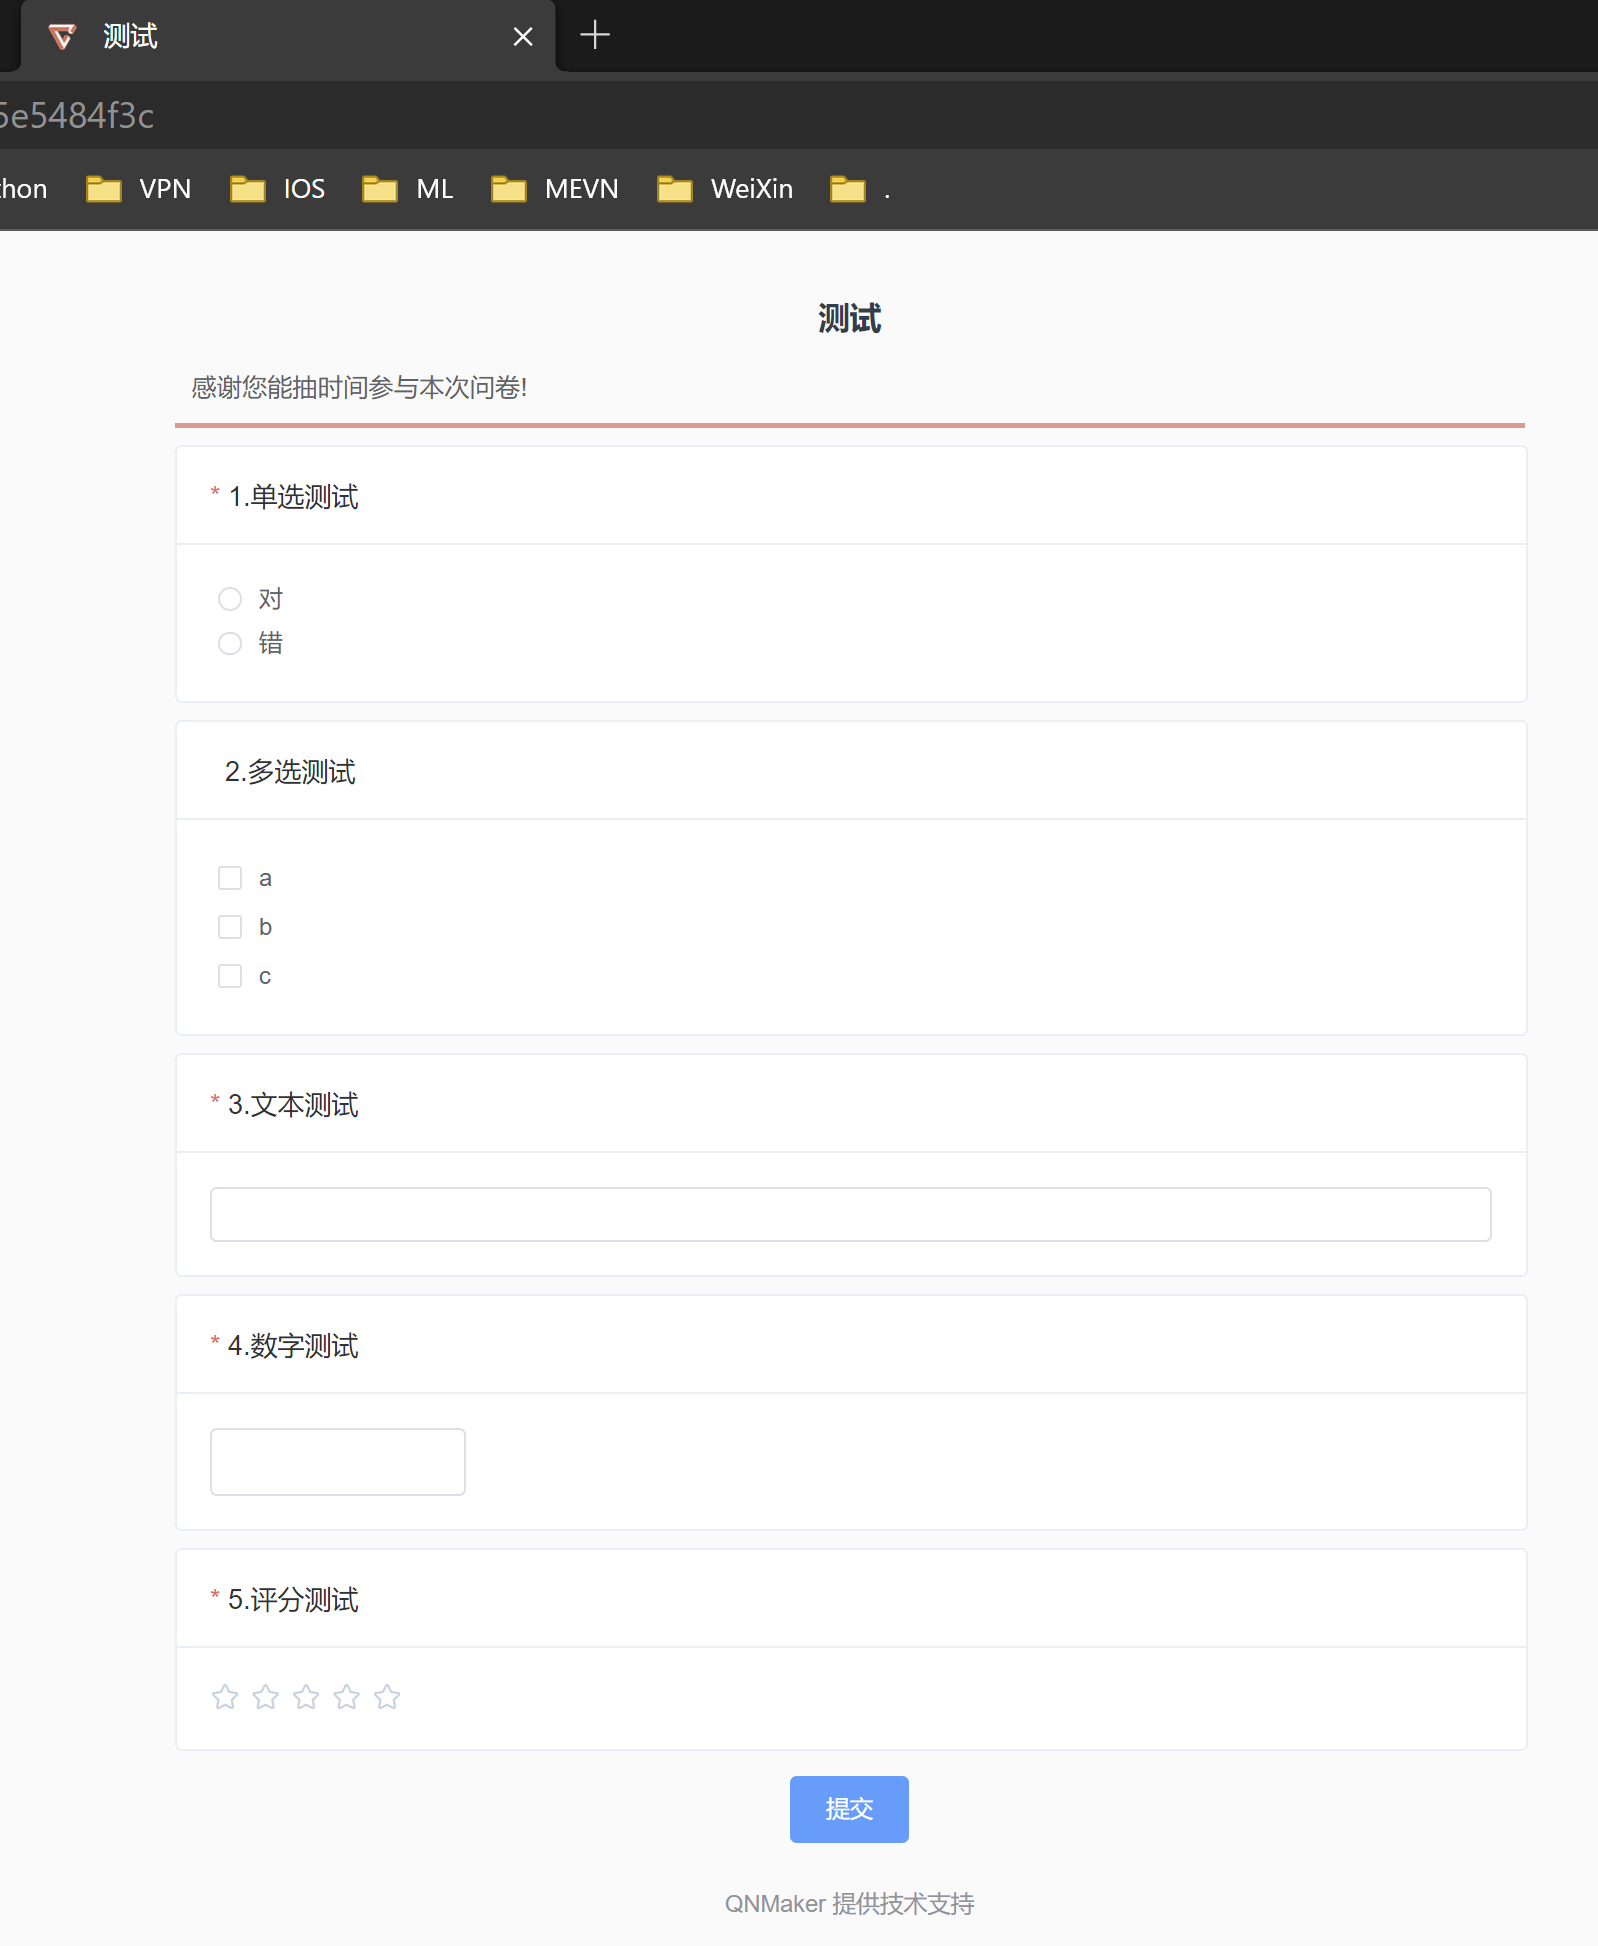 测试
5e5484f3c
thon VPN IOS ML MEVN WeiXin .
测试
感谢您能抽时间参与本次问卷!
* 1.单选测试
对
错
2.多选测试
a
b
c
* 3.文本测试
* 4.数字测试
* 5.评分测试
提交
QNMaker 提供技术支持